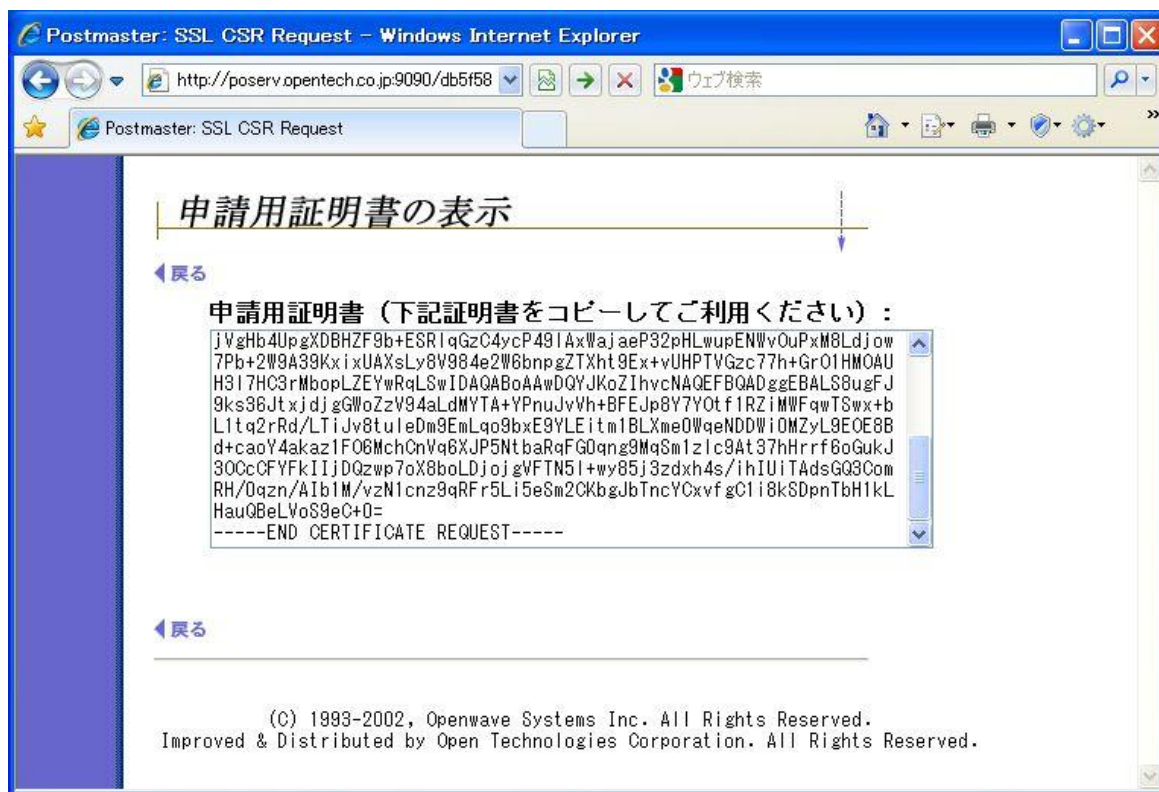 Postmaster: SSL CSR Request - Windows Internet Explorer
http://poserv.opentech.co.jp:9090/db5f58
ウェブ検索
Postmaster: SSL CSR Request
申請用証明書の表示
戻る
申請用証明書（下記証明書をコピーしてご利用ください）:
jVgHb4UpgXDBHZF9b+ESRlqGzC4ycP49lAxWajaeP32pHLwupENWvOuPxM8Ldjow
7Pb+2W9A39KxixUAXsLy8V984e2W6bnpgZTXht9Ex+vUHPTVGzc77h+GrO1HMOAU
H3l7HC3rMbopLZEYwRqLSwIDAQABoAAwDQYJKoZIhvcNAQEFBQADggEBALS8ugFJ
9ks36JtxjdjgGWoZzV94aLdMYTA+YPnuJvVh+BFEJp8Y7YOtf1RZiMWFqwTSwx+b
L1tq2rRd/LTiJv8tuleDm9EmLqo9bxE9YLEitm1BLXme0WqeNDDWiOMZyL9EOE8B
d+caoY4akaz1FO6MchCnVq6XJP5NtbaRqFGOqng9MqSm1zlc9At37hHrrf6oGukJ
3OCcCFYFkIIjDQzwp7oX8boLDjojgVFTN5l+wy85j3zdxh4s/ihIUiTAdsGQ3Com
RH/0qzn/AIb1M/vzN1cnz9qRFr5Li5eSm2CKbgJbTncYCxvfgC1i8kSDpnTbH1kL
HauQBeLVoS9eC+0=
-----END CERTIFICATE REQUEST-----
戻る
(C) 1993-2002, Openwave Systems Inc. All Rights Reserved.
Improved & Distributed by Open Technologies Corporation. All Rights Reserved.